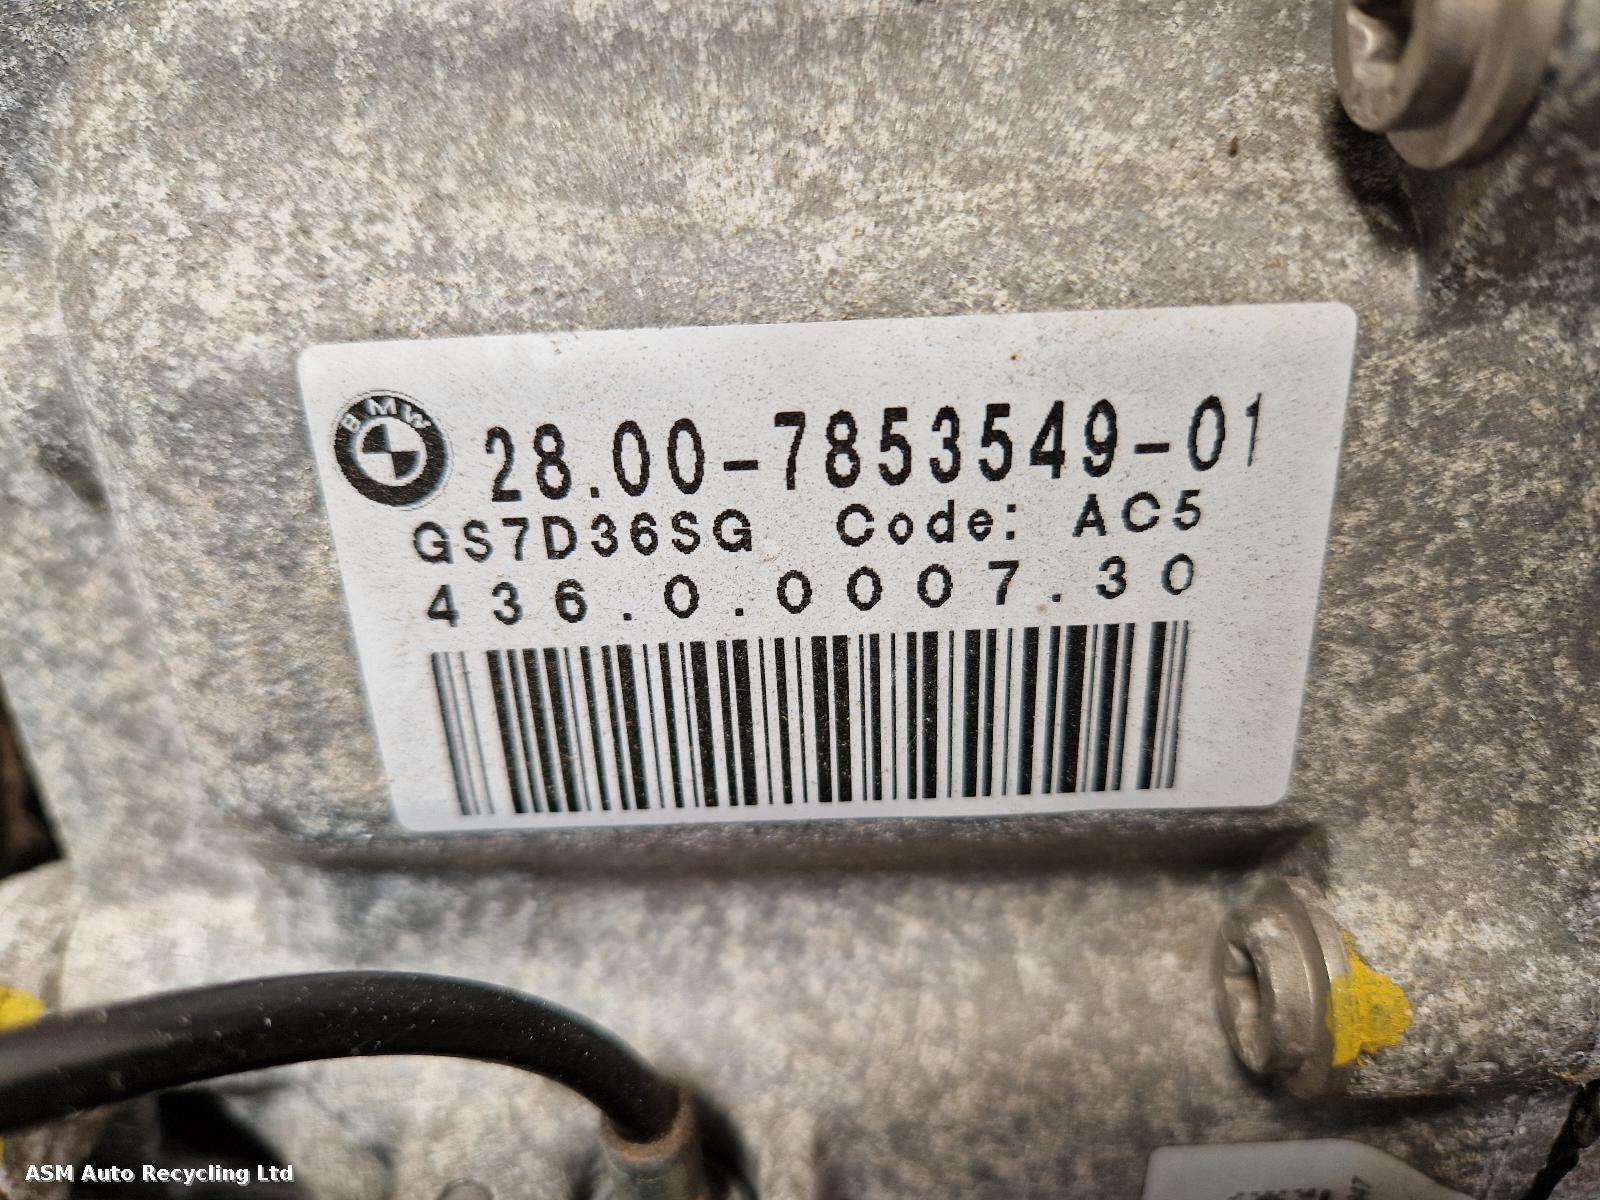 BMW
28.00-7853549-01
GS7D36SG Code: AC5
436.0.0007.30
ASM Auto Recycling Ltd